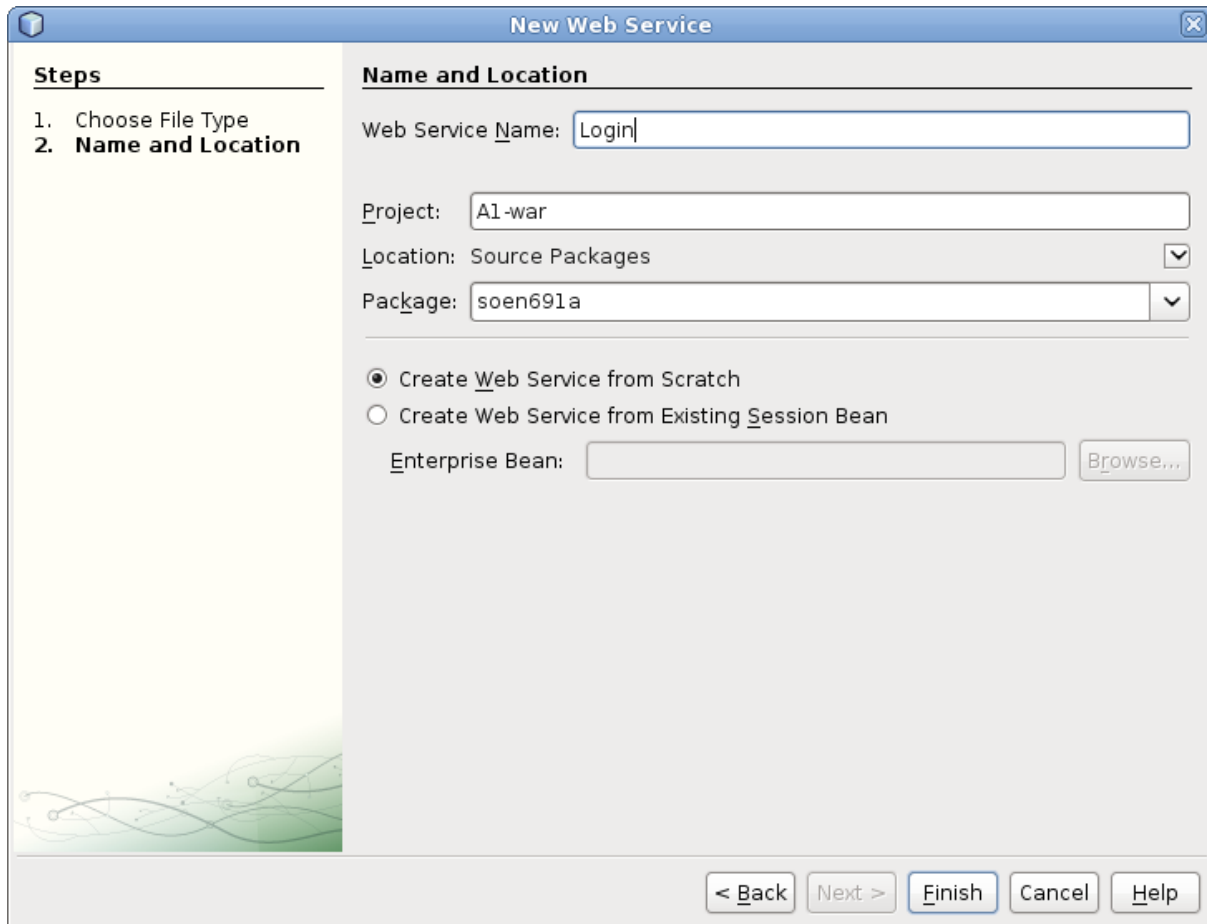 New Web Service
Steps
1. Choose File Type
2. Name and Location
Name and Location
Web Service Name: Login
Project: A1-war
Location: Source Packages
Package: soen691a
Create Web Service from Scratch
Create Web Service from Existing Session Bean
Enterprise Bean: Browse...
< Back Next > Finish Cancel Help